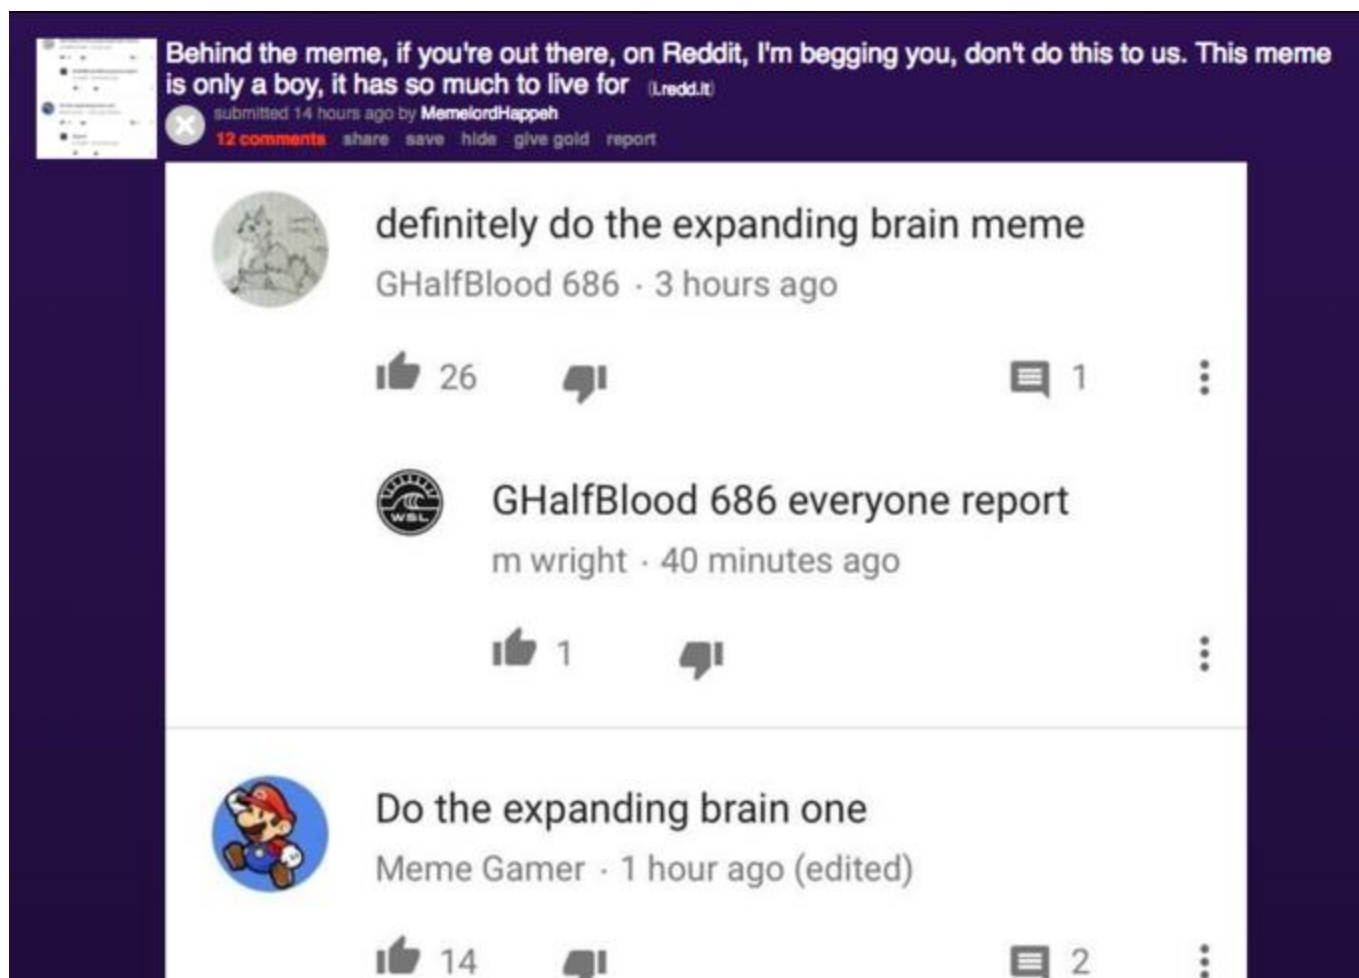 Behind the meme, if you're out there, on Reddit, I'm begging you, don't do this to us. This meme
is only a boy, it has so much to live for (i.redd.it)
submitted 14 hours ago by MemelordHappeh
12 comments share save hide give gold report
definitely do the expanding brain meme
GHalfBlood 686 · 3 hours ago
26 1
WSL
GHalfBlood 686 everyone report
m wright · 40 minutes ago
1
Do the expanding brain one
Meme Gamer · 1 hour ago (edited)
14 2